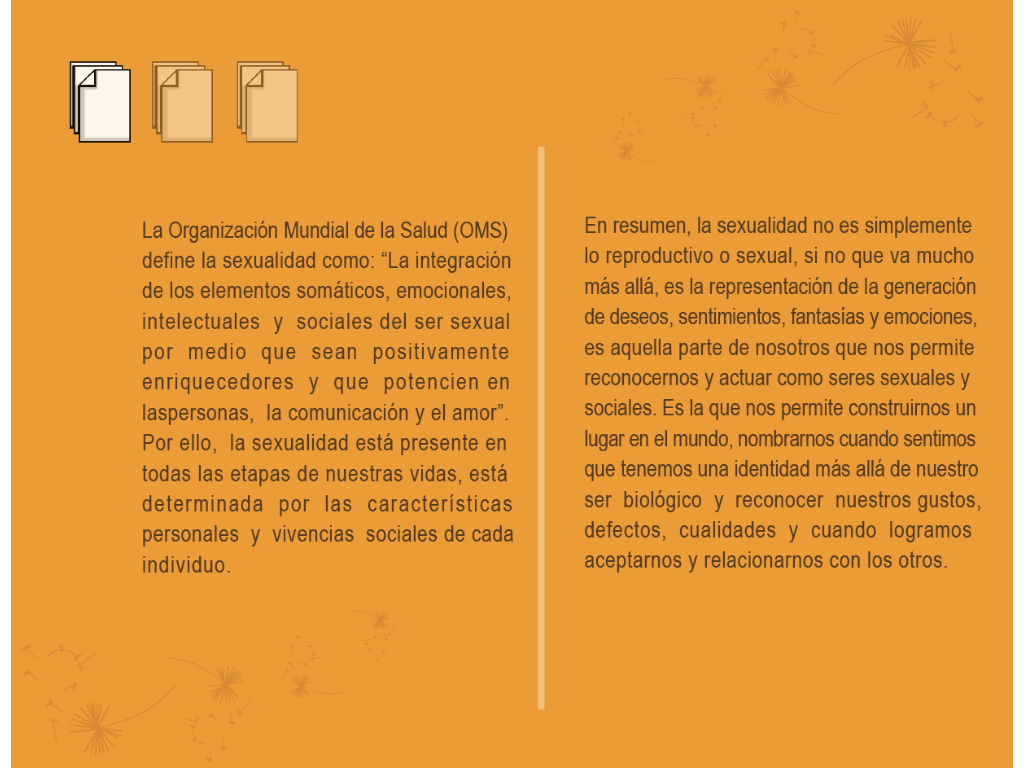 La Organización Mundial de la Salud (OMS)
define la sexualidad como: “La integración
de los elementos somáticos, emocionales,
intelectuales y sociales del ser sexual
por medio que sean positivamente
enriquecedores y que potencien en
laspersonas, la comunicación y el amor”.
Por ello, la sexualidad está presente en
todas las etapas de nuestras vidas, está
determinada por las características
personales y vivencias sociales de cada
individuo.
En resumen, la sexualidad no es simplemente
lo reproductivo o sexual, si no que va mucho
más allá, es la representación de la generación
de deseos, sentimientos, fantasías y emociones,
es aquella parte de nosotros que nos permite
reconocernos y actuar como seres sexuales y
sociales. Es la que nos permite construirnos un
lugar en el mundo, nombrarnos cuando sentimos
que tenemos una identidad más allá de nuestro
ser biológico y reconocer nuestros gustos,
defectos, cualidades y cuando logramos
aceptarnos y relacionarnos con los otros.